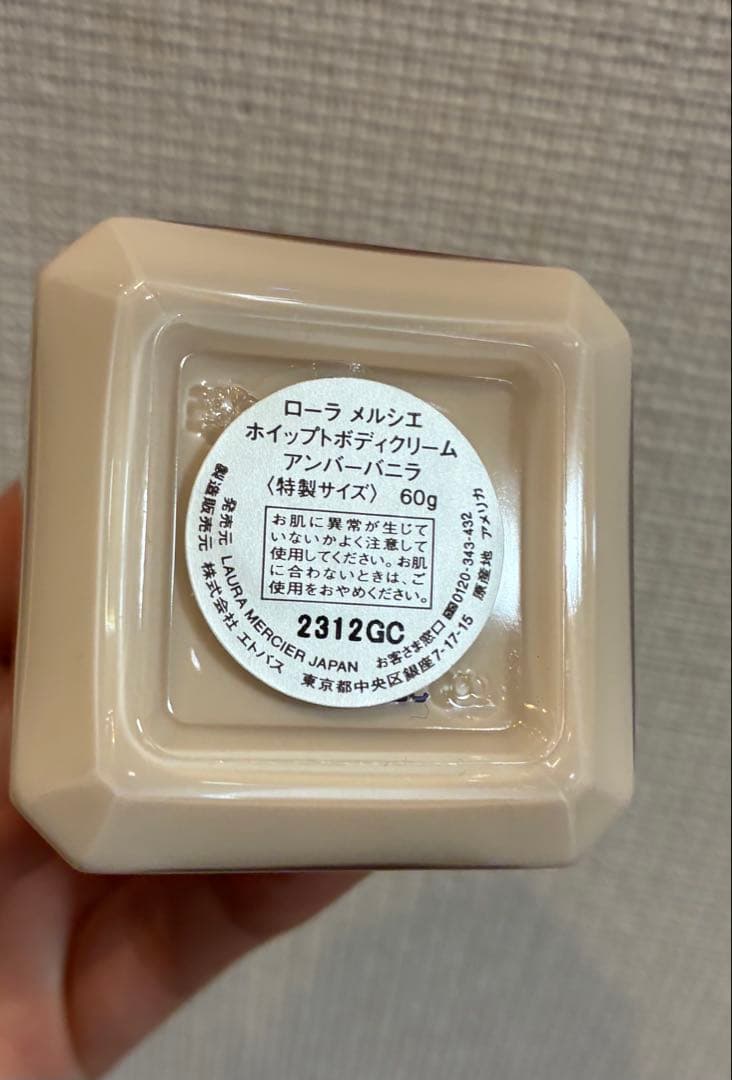 ローラ メルシエ
ホイップトボディクリーム
アンバーバニラ
〈特製サイズ〉 60g
お肌に異常が生じて
いないかよく注意して
使用してください。お肌
に合わないときは、ご
使用をおやめください。
2312GC
発売元 LAURA MERCIER JAPAN お客さま窓口 0120-343-432
製造販売元 株式会社 エトバス 東京都中央区銀座7-17-15 原産地 アメリカ